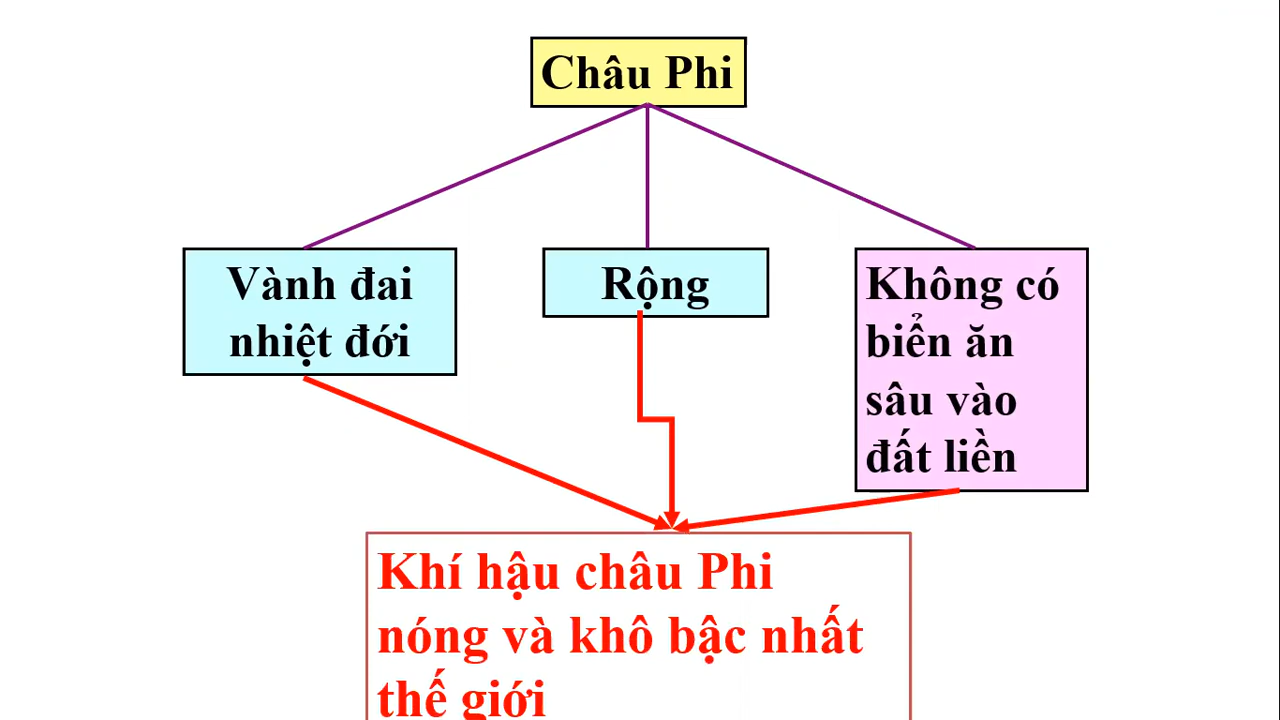 Châu Phi
Vành đai
nhiệt đới
Rộng
Không có
biển ăn
sâu vào
đất liền
Khí hậu châu Phi
nóng và khô bậc nhất
thế giới